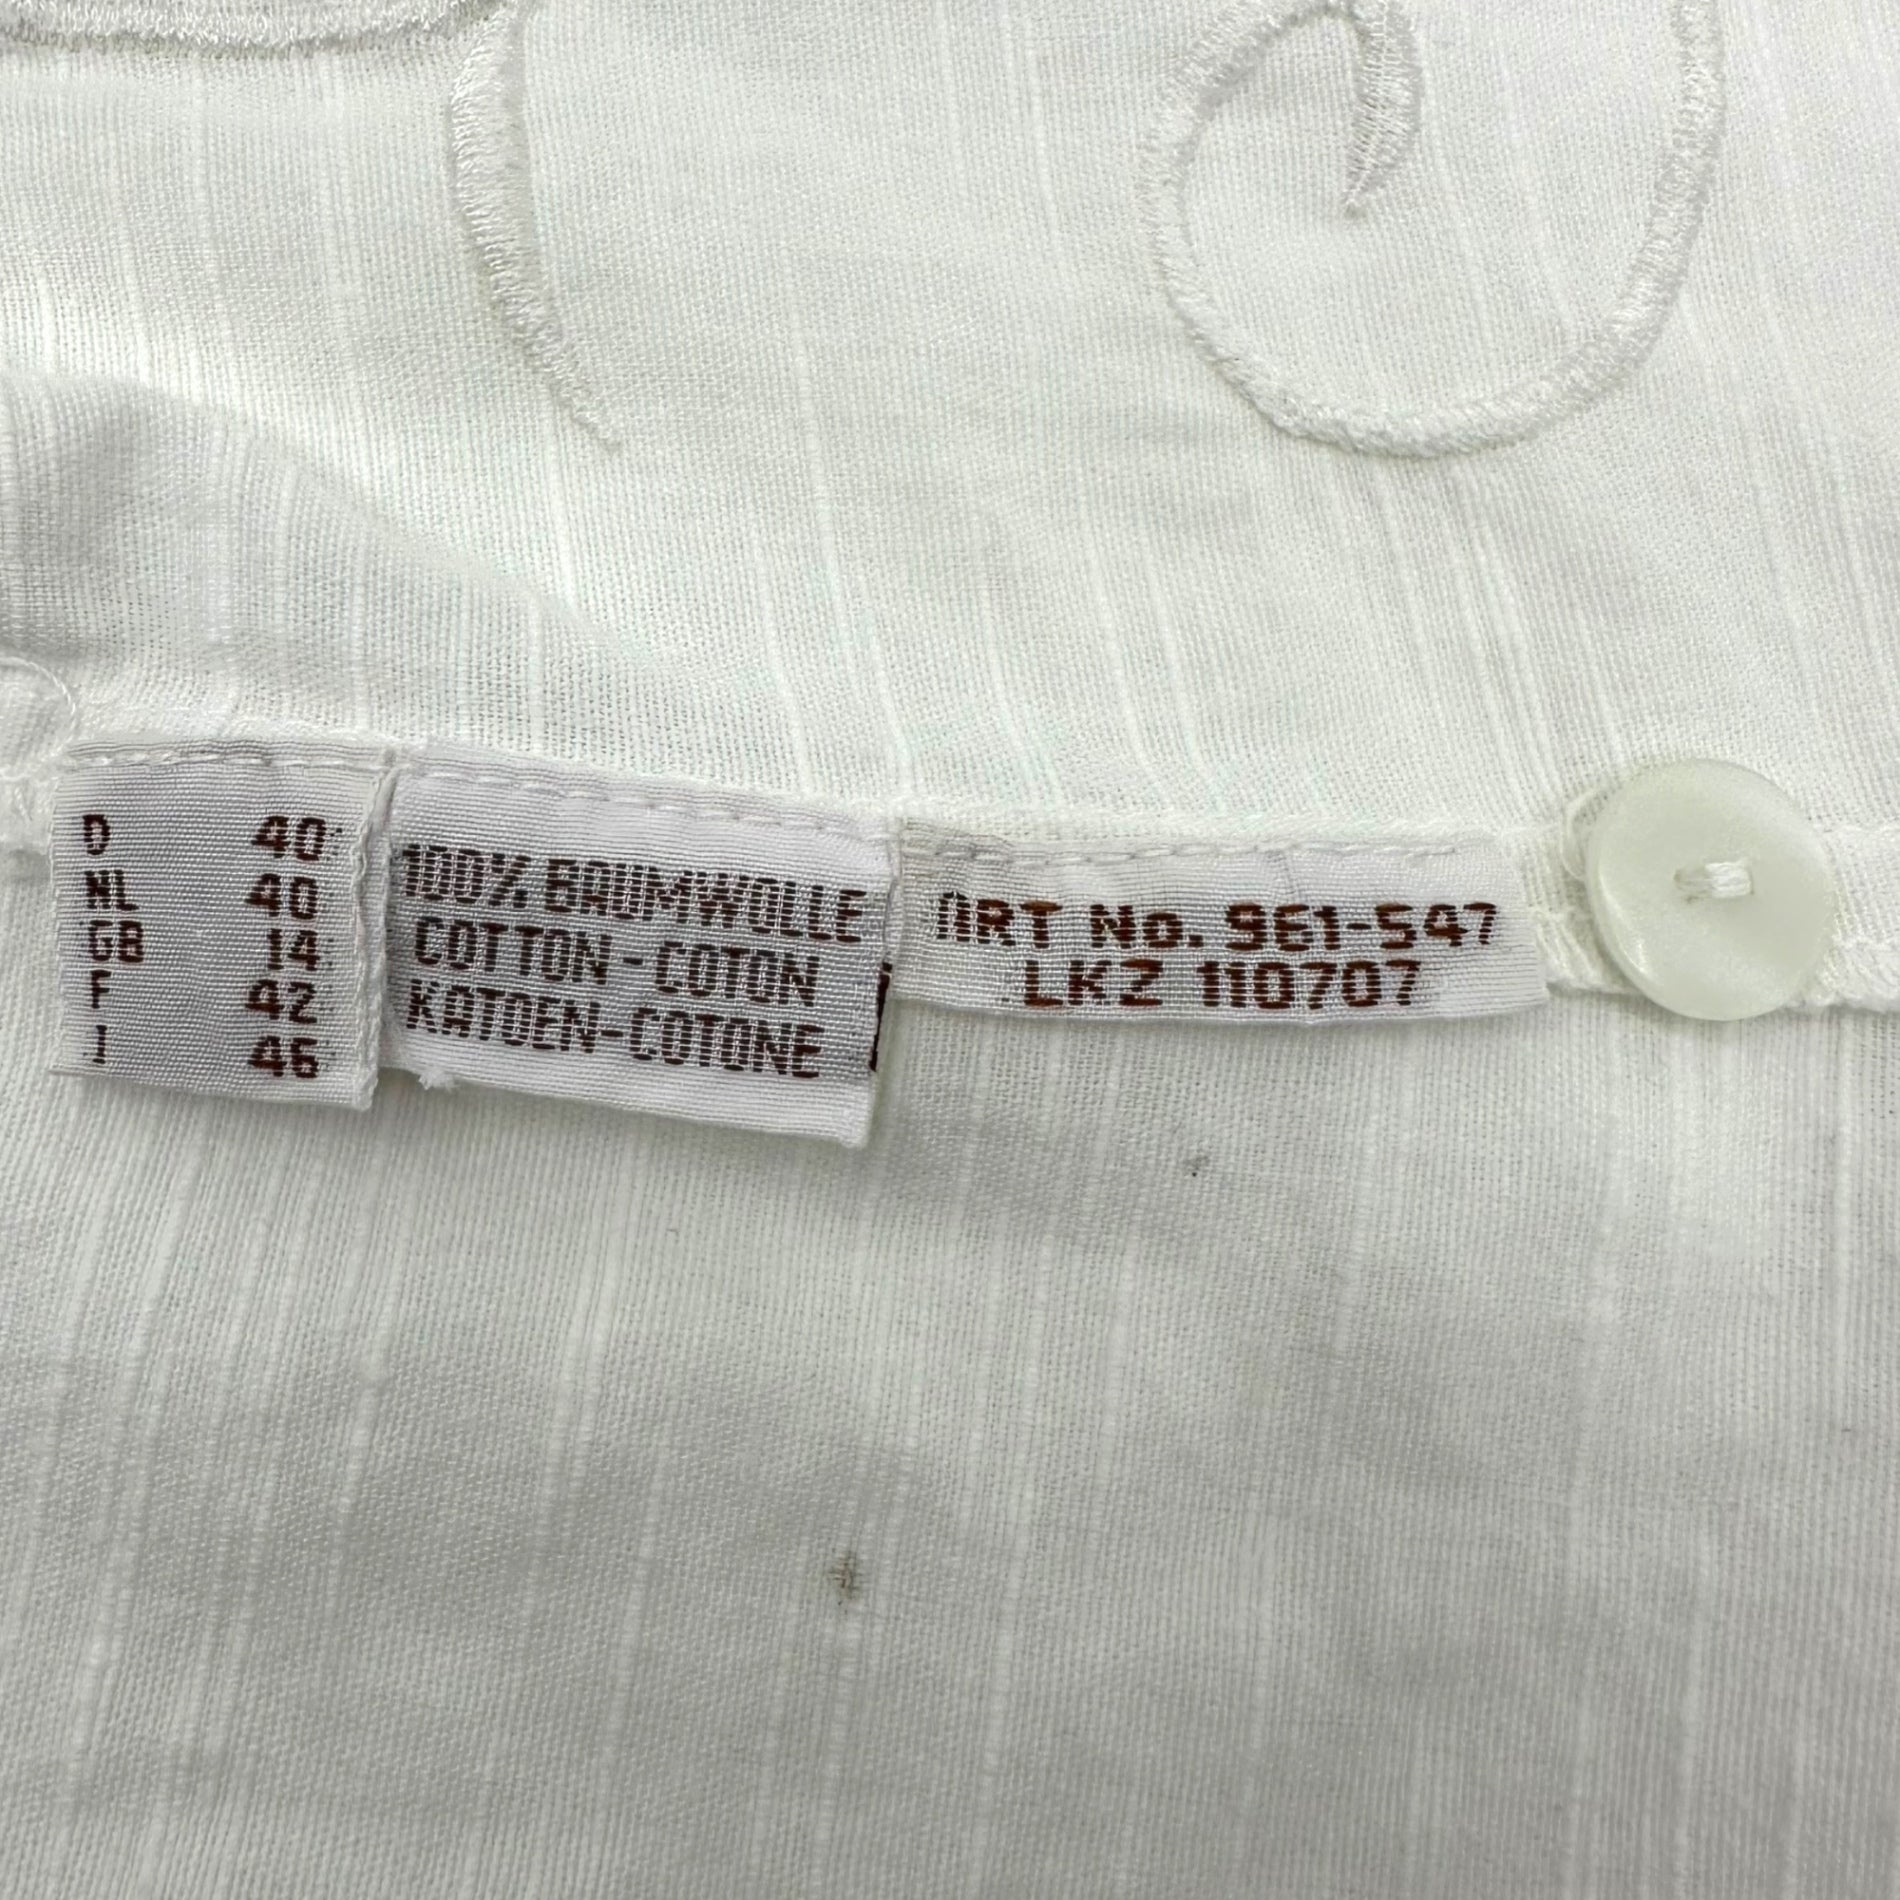 D 40
NL 40
GB 14
F 42
I 46
100% BAUMWOLLE
COTTON - COTON
KATOEN-COTONE
ART No. 961-547
LKZ 110707